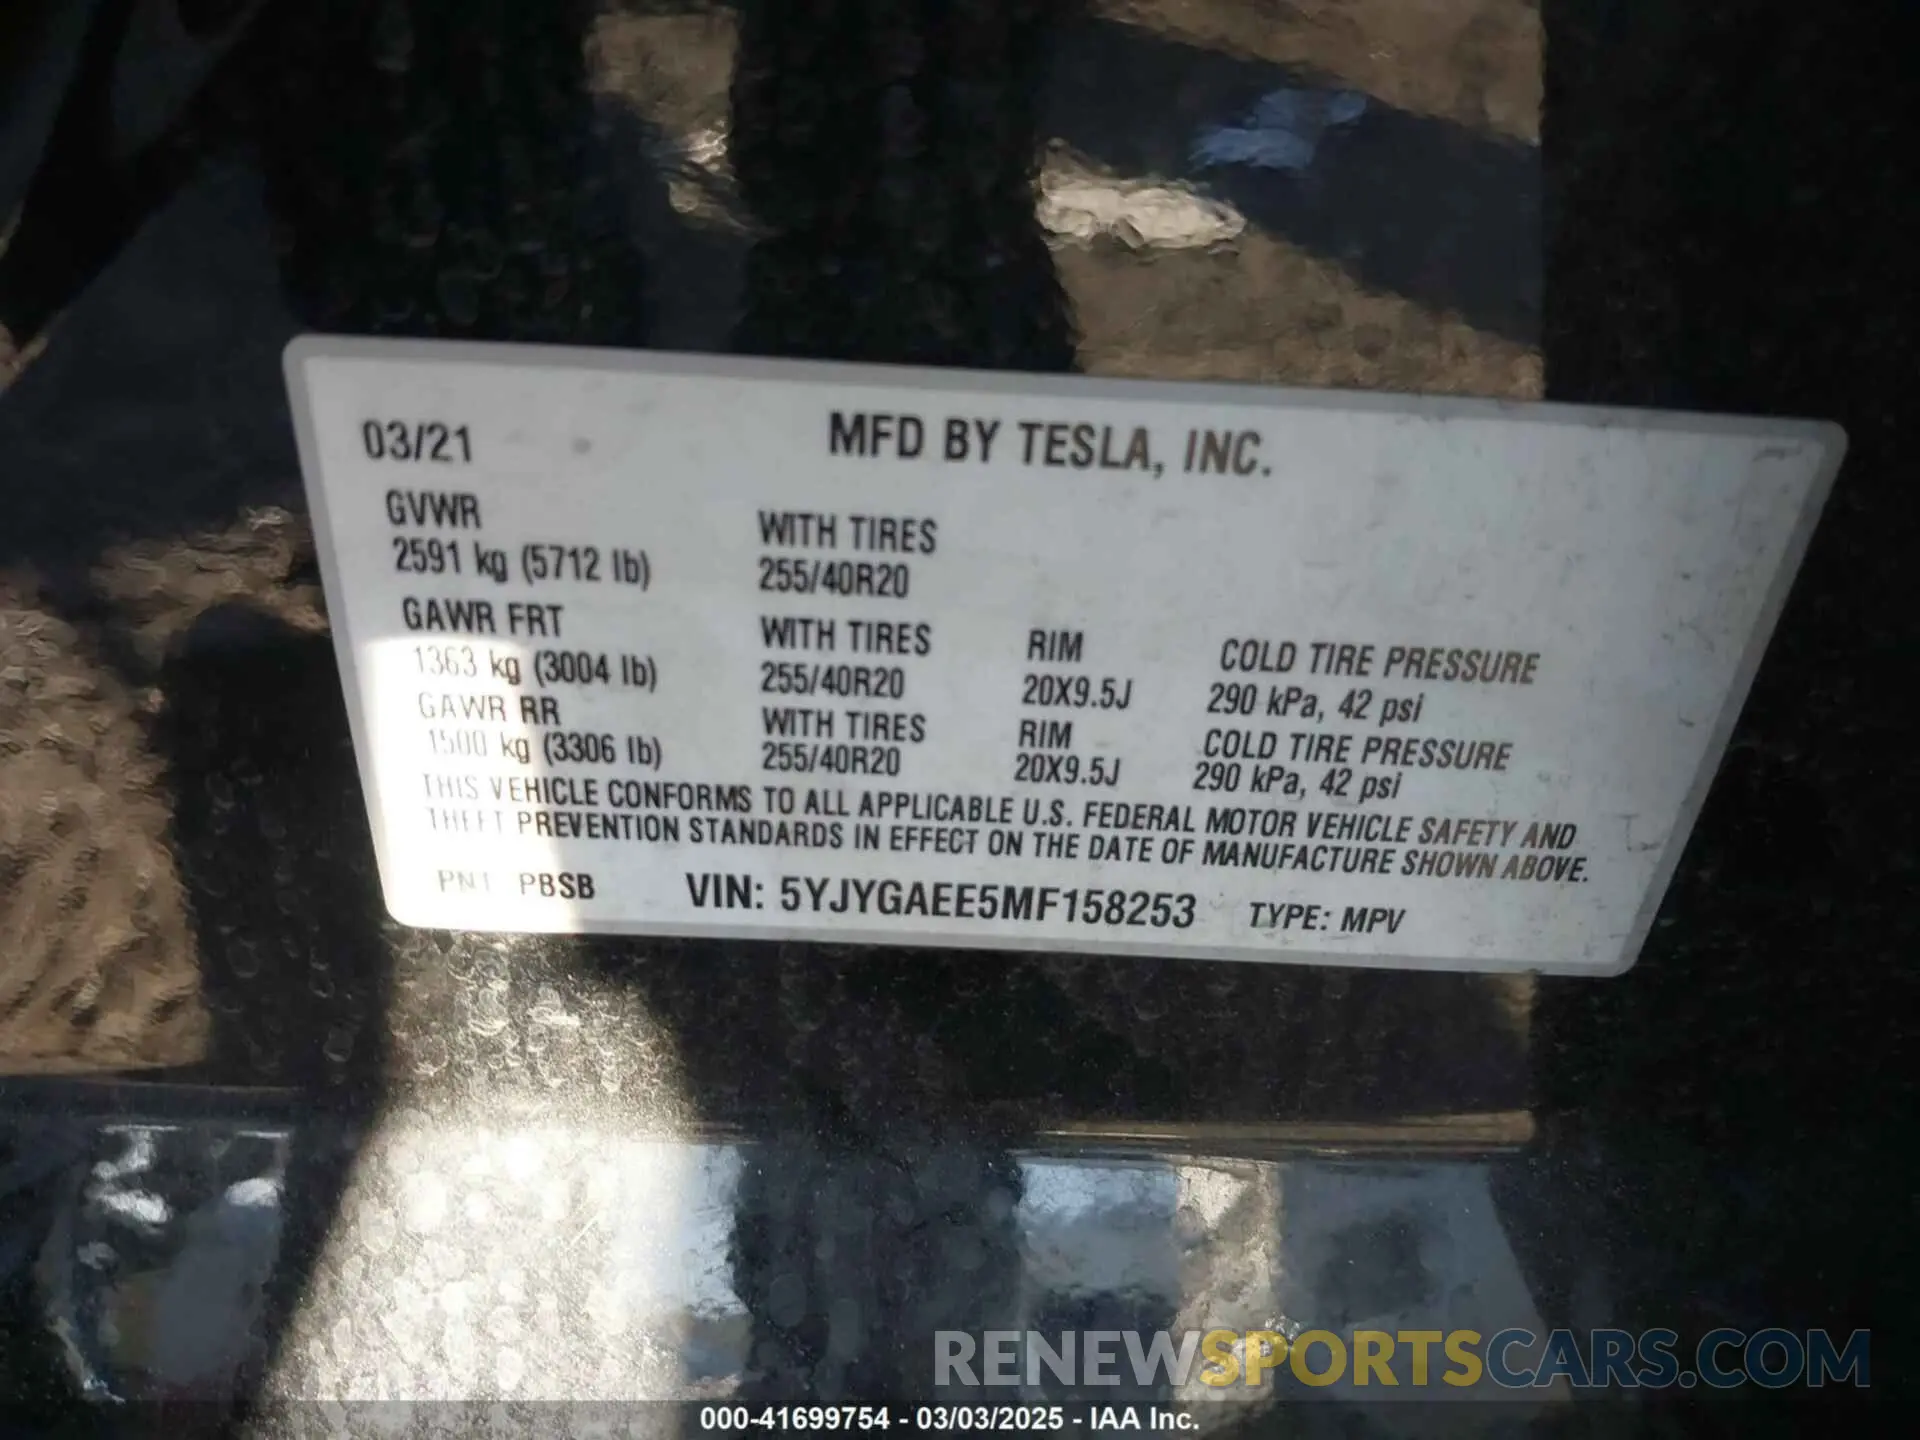 03/21 MFD BY TESLA, INC.
GVWR
2591 kg (5712 lb) WITH TIRES
255/40R20
GAWR FRT WITH TIRES RIM COLD TIRE PRESSURE
1363 kg (3004 lb) 255/40R20 20X9.5J 290 kPa, 42 psi
GAWR RR WITH TIRES RIM COLD TIRE PRESSURE
1500 kg (3306 lb) 255/40R20 20X9.5J 290 kPa, 42 psi
THIS VEHICLE CONFORMS TO ALL APPLICABLE U.S. FEDERAL MOTOR VEHICLE SAFETY AND
THEFT PREVENTION STANDARDS IN EFFECT ON THE DATE OF MANUFACTURE SHOWN ABOVE.
PBSB VIN: 5YJYGAEE5MF158253 TYPE: MPV
RENEWSPORTSCARS.COM
000-41699754 - 03/03/2025 - IAA Inc.